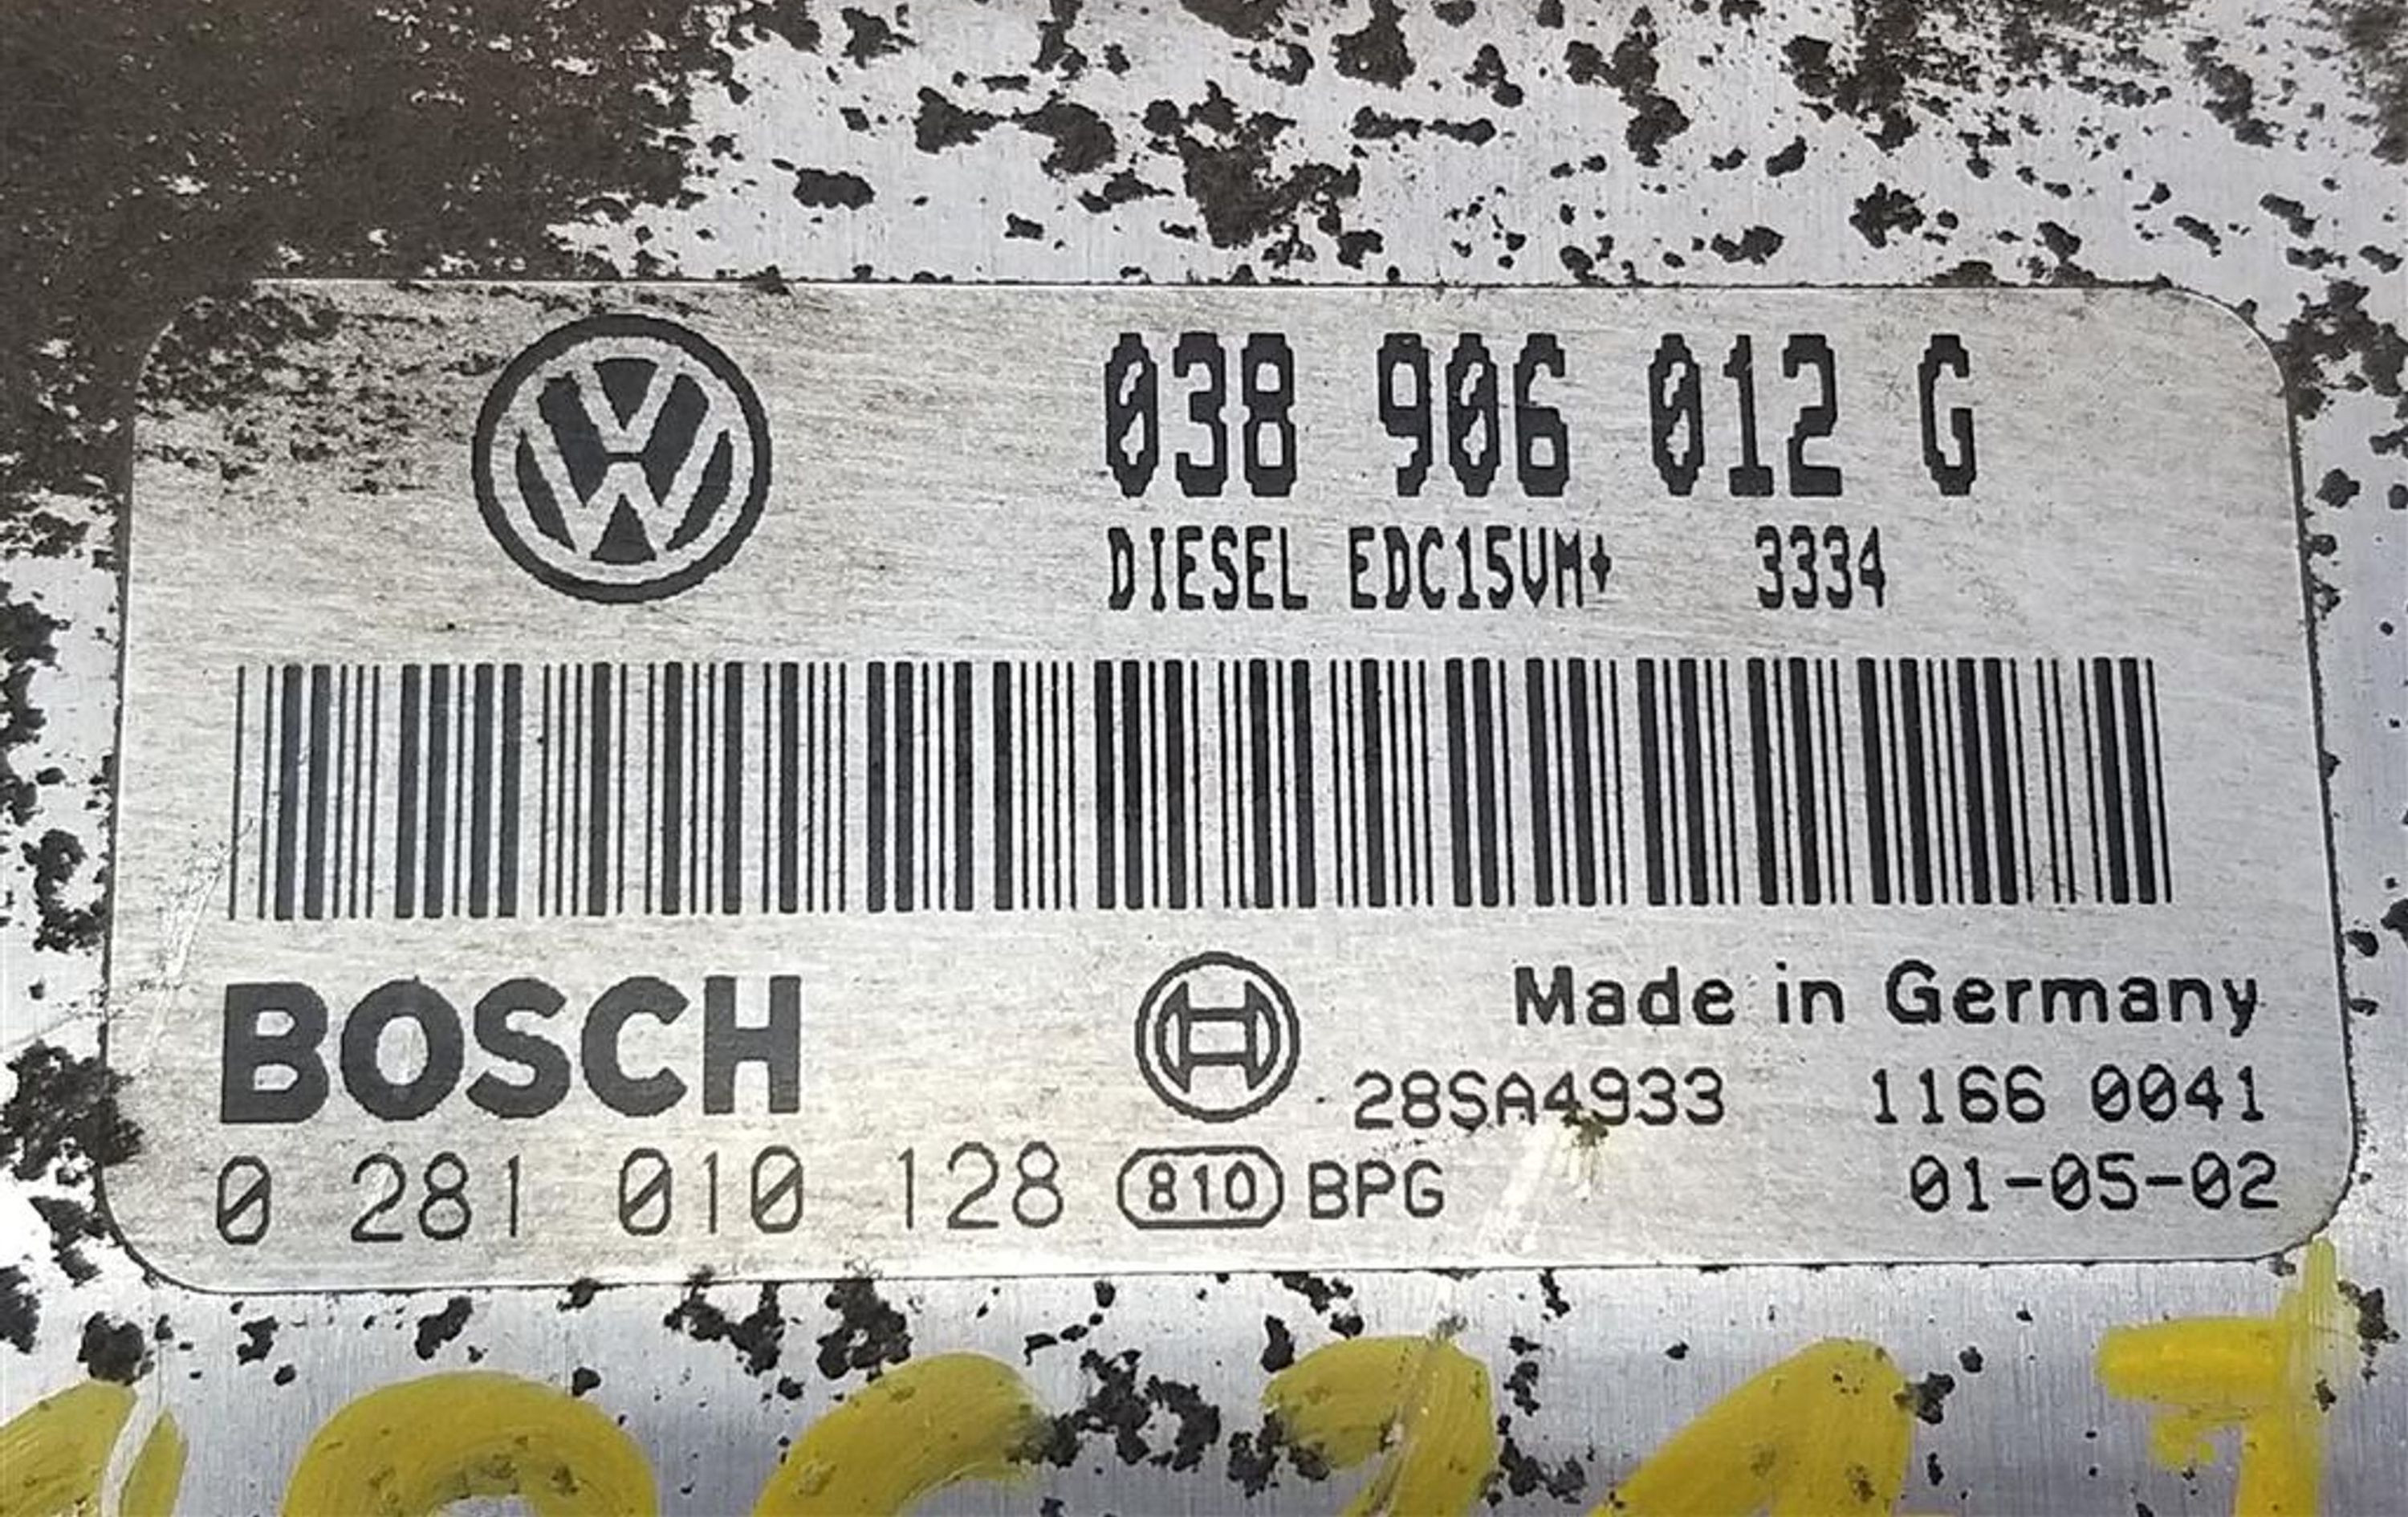 038 906 012 G
DIESEL EDC15VM+ 3334
BOSCH
Made in Germany
28SA4933 1166 0041
0 281 010 128 810 BPG 01-05-02